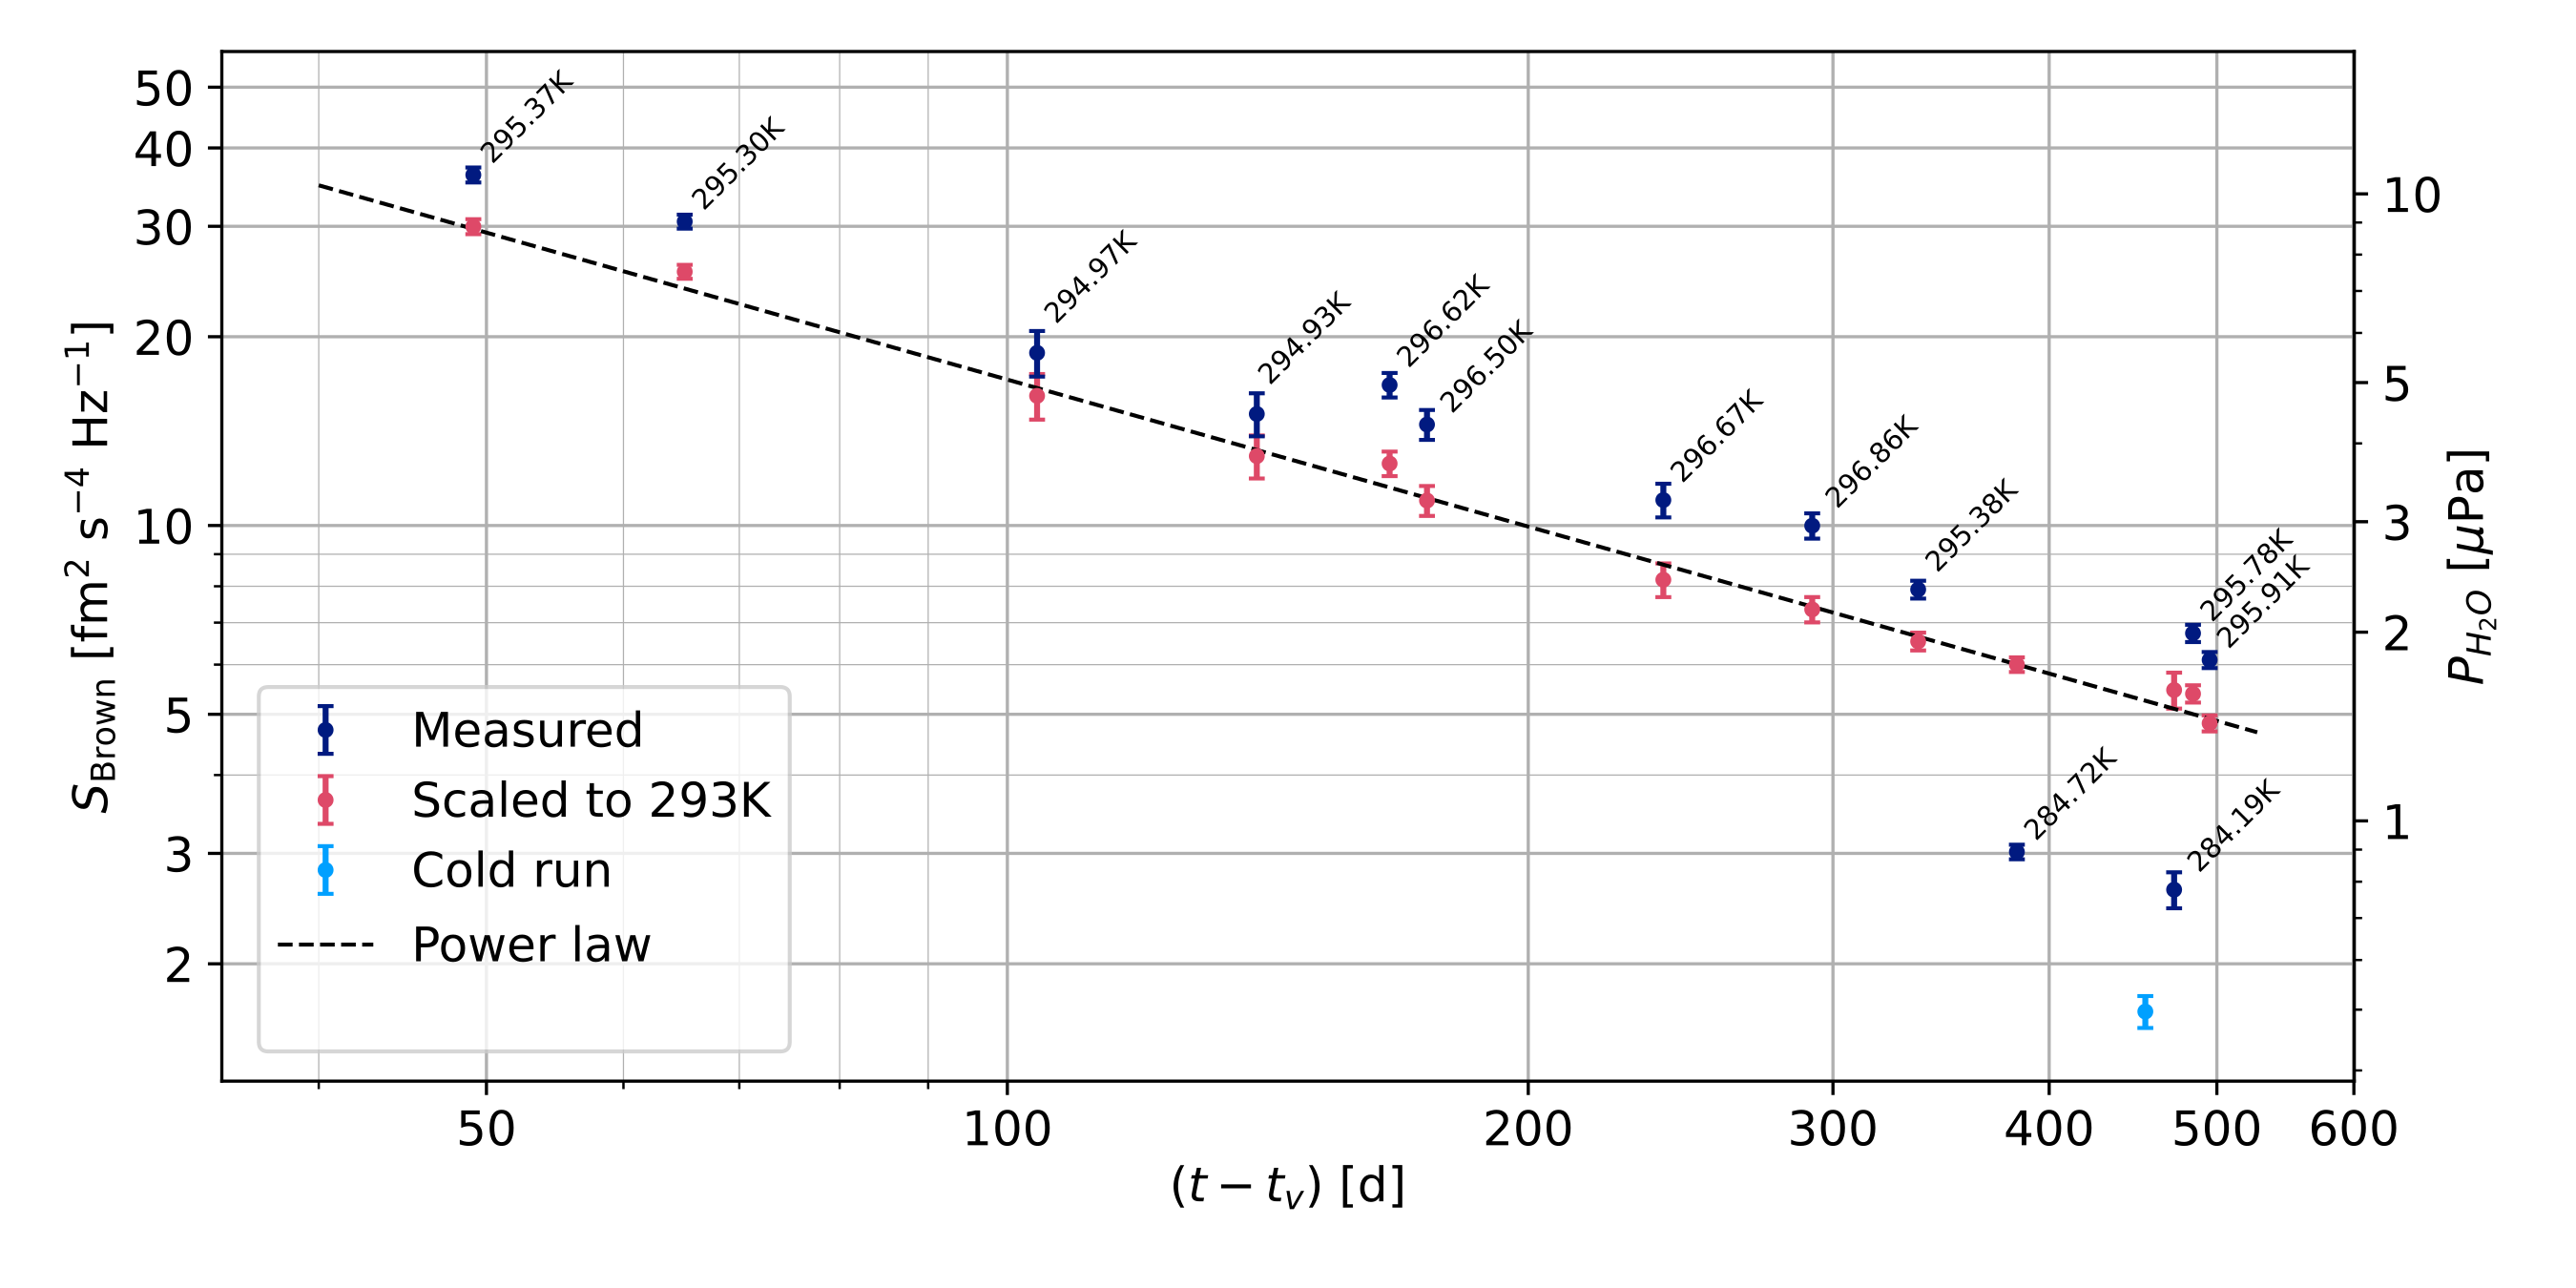 50
40
30
20
10
5
3
2
S_Brown [fm² s⁻⁴ Hz⁻¹]
295.37K
295.30K
294.97K
294.93K
296.62K
296.50K
296.67K
296.86K
295.38K
295.78K
295.91K
284.72K
284.19K
Measured
Scaled to 293K
Cold run
Power law
10
5
3
2
1
P_H₂O [μPa]
50 100 200 300 400 500 600
(t − t_v) [d]